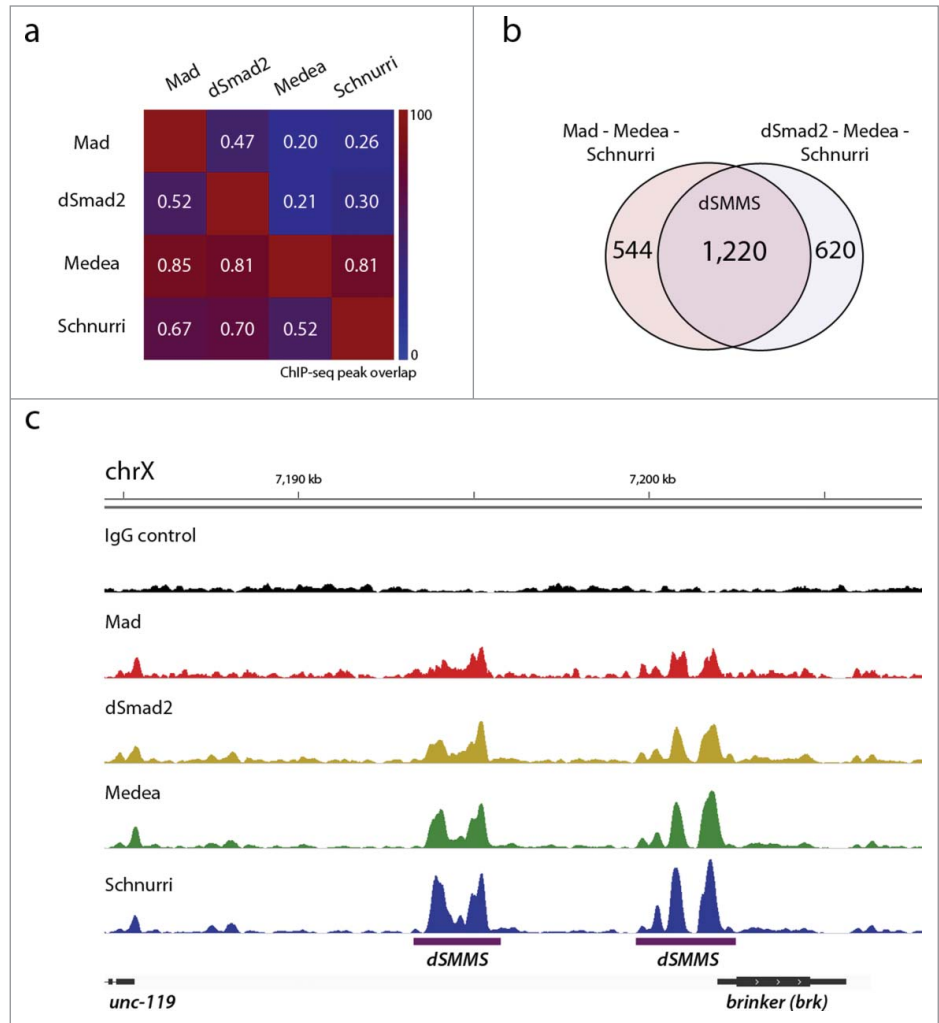 a
Mad dSmad2 Medea Schnurri
Mad 0.47 0.20 0.26
dSmad2 0.52 0.21 0.30
Medea 0.85 0.81 0.81
Schnurri 0.67 0.70 0.52
100
0
ChIP-seq peak overlap
b
Mad - Medea -
Schnurri
dSmad2 - Medea -
Schnurri
dSMMS
544 1,220 620
c
chrX
7,190 kb 7,200 kb
IgG control
Mad
dSmad2
Medea
Schnurri
dSMMS dSMMS
unc-119 brinker (brk)